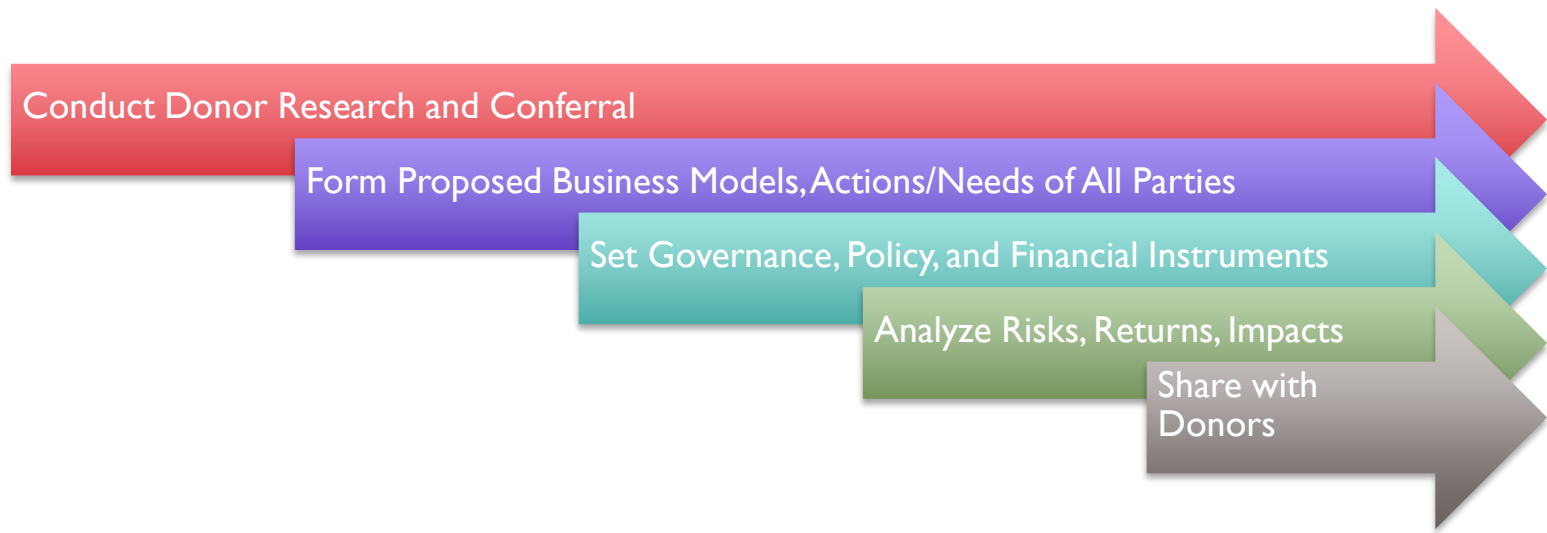 Conduct Donor Research and Conferral
Form Proposed Business Models, Actions/Needs of All Parties
Set Governance, Policy, and Financial Instruments
Analyze Risks, Returns, Impacts
Share with
Donors